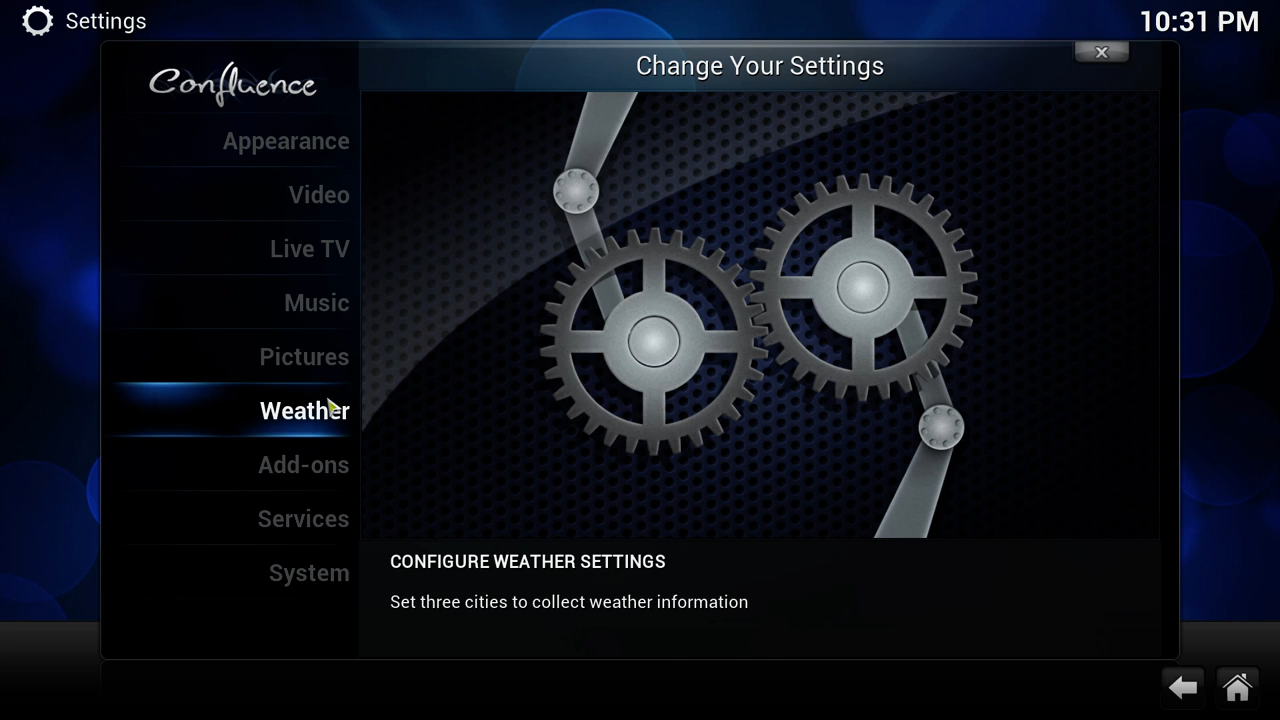 Settings
10:31 PM
Confluence
Change Your Settings
Appearance
Video
Live TV
Music
Pictures
Weather
Add-ons
Services
System
CONFIGURE WEATHER SETTINGS
Set three cities to collect weather information